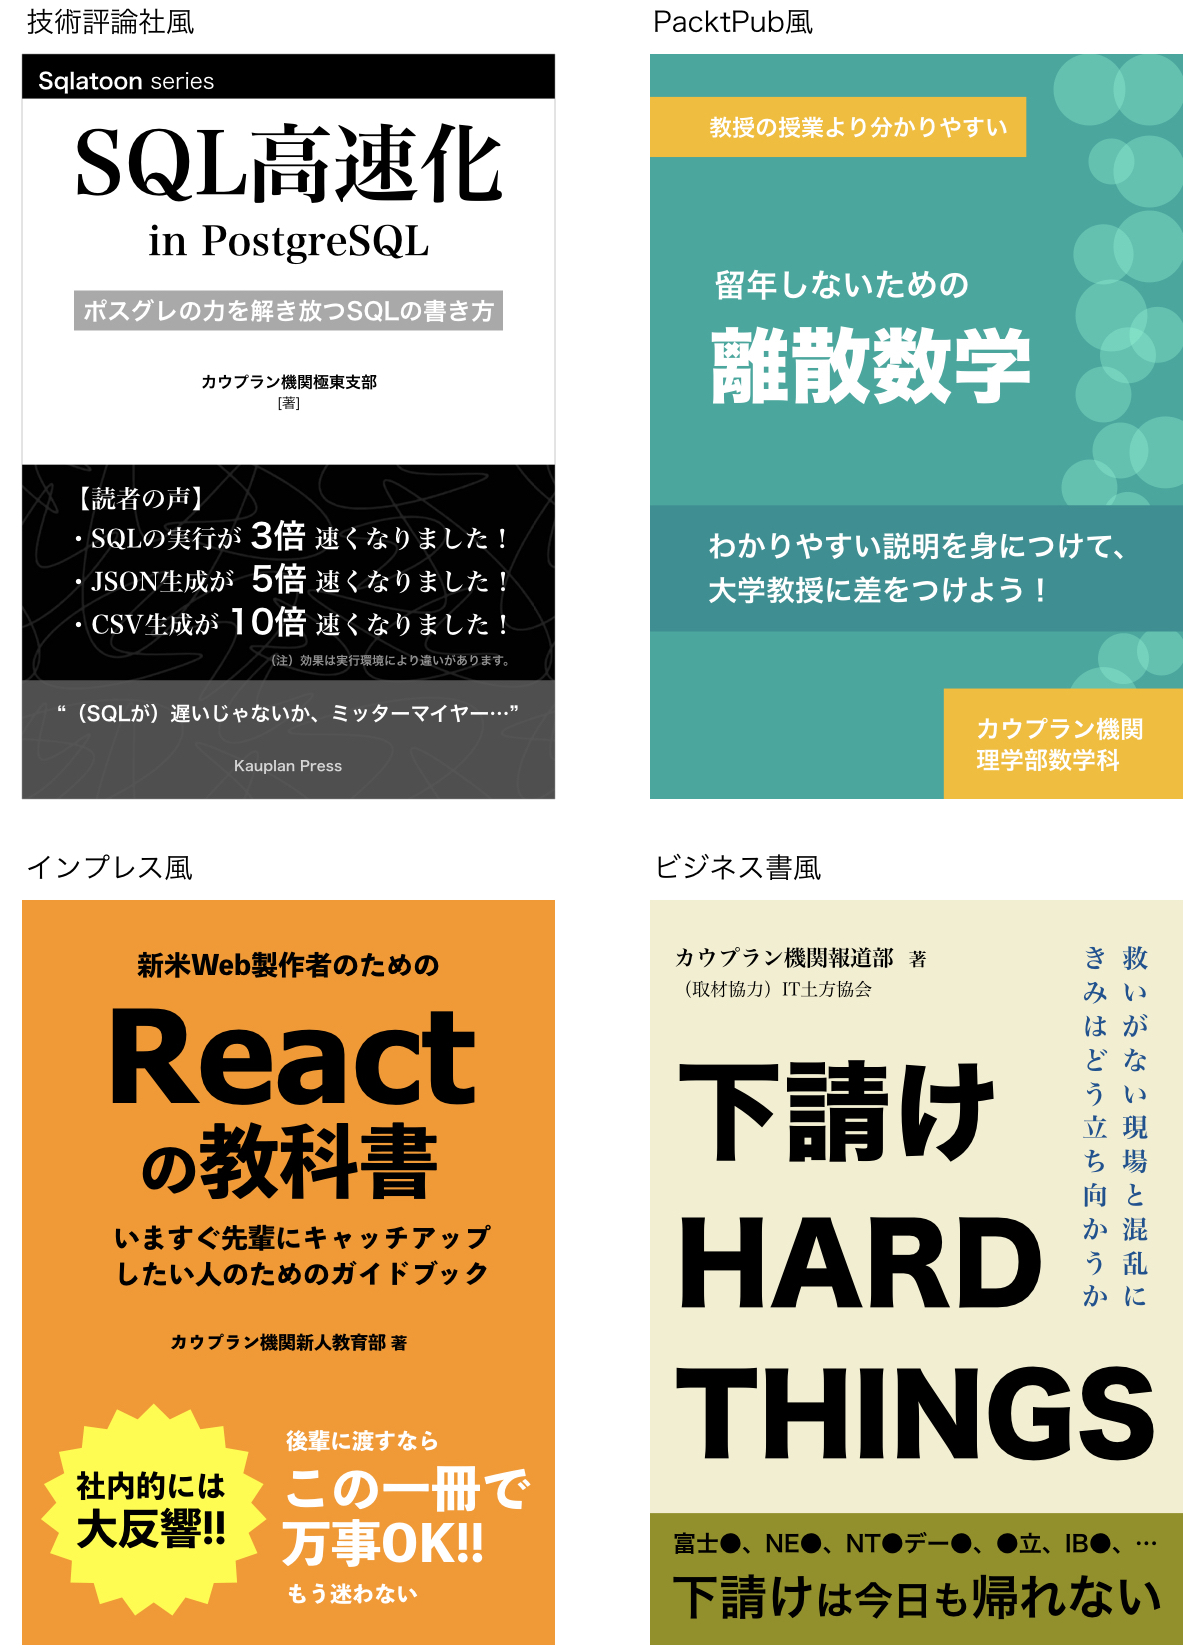 技術評論社風
Sqlatoon series
SQL高速化
in PostgreSQL
ポスグレの力を解き放つSQLの書き方
カウプラン機関極東支部
[著]
【読者の声】
・SQLの実行が 3倍 速くなりました！
・JSON生成が 5倍 速くなりました！
・CSV生成が 10倍 速くなりました！
（注）効果は実行環境により違いがあります。
“（SQLが）遅いじゃないか、ミッターマイヤー…”
Kauplan Press
PacktPub風
教授の授業より分かりやすい
留年しないための
離散数学
わかりやすい説明を身につけて、
大学教授に差をつけよう！
カウプラン機関
理学部数学科
インプレス風
新米Web製作者のための
React
の教科書
いますぐ先輩にキャッチアップ
したい人のためのガイドブック
カウプラン機関新人教育部 著
社内的には
大反響!!
後輩に渡すなら
この一冊で
万事OK!!
もう迷わない
ビジネス書風
カウプラン機関報道部 著
（取材協力）IT土方協会
救いがない現場と混乱に
きみはどう立ち向かうか
下請け
HARD
THINGS
富士●、NE●、NT●デー●、●立、IB●、…
下請けは今日も帰れない